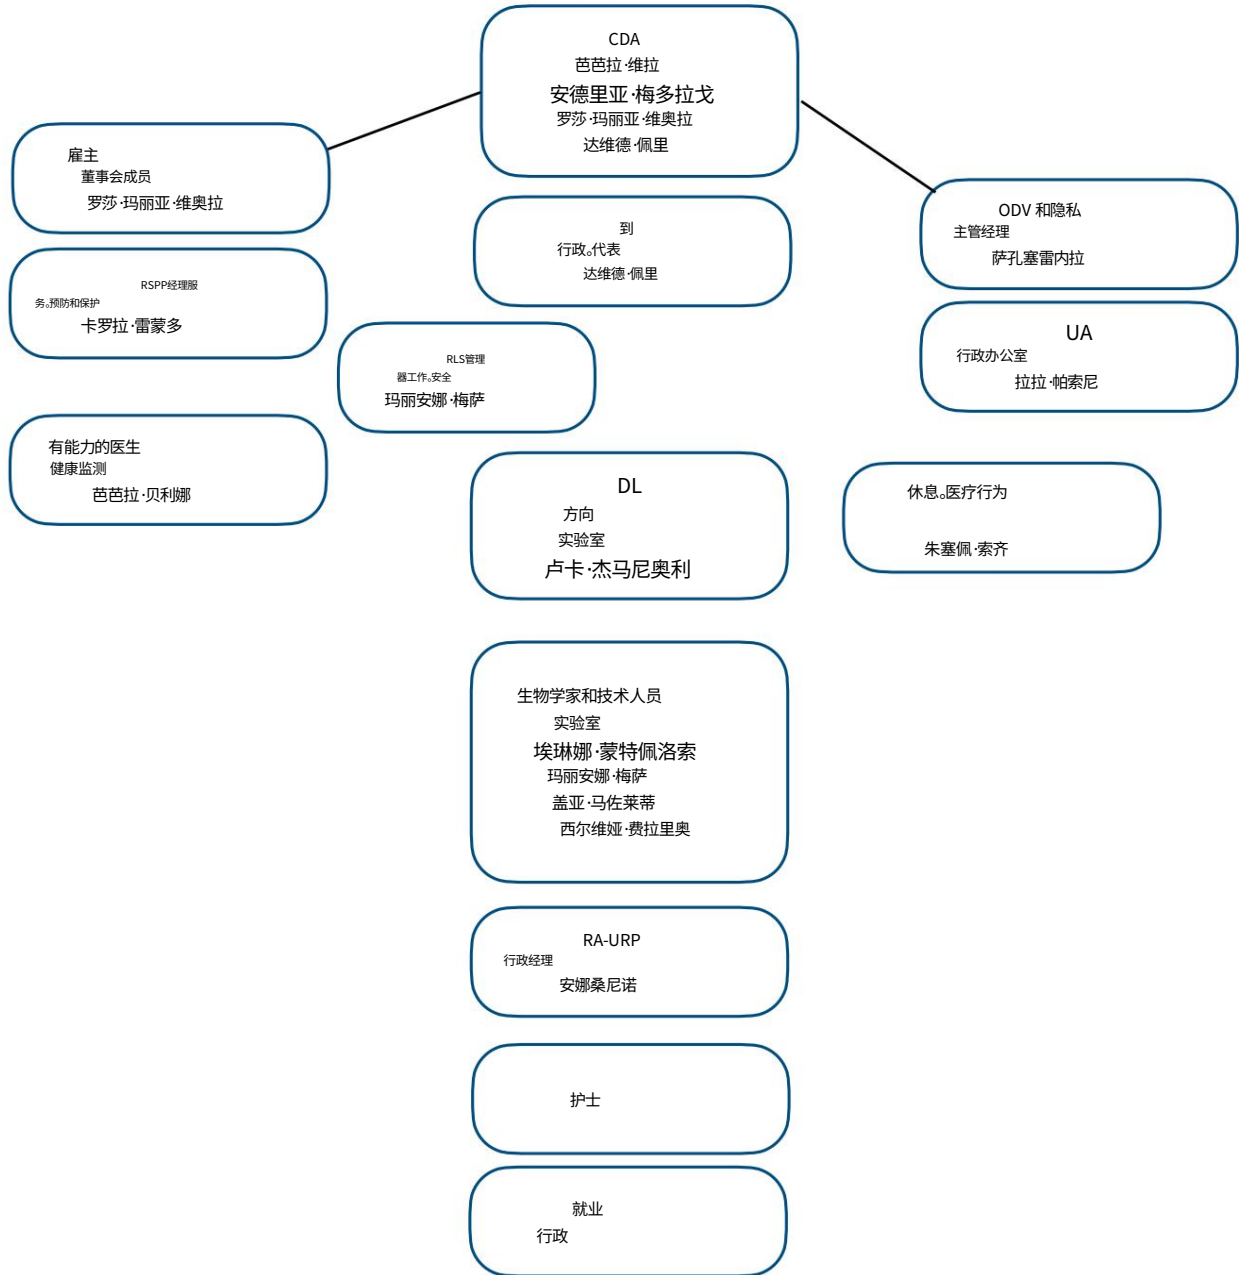 CDA
芭芭拉·维拉
安德里亚·梅多拉戈
罗莎·玛丽亚·维奥拉
达维德·佩里
雇主
董事会成员
罗莎·玛丽亚·维奥拉
到
行政。代表
达维德·佩里
ODV 和隐私
主管经理
萨孔塞雷内拉
RSPP经理服
务。预防和保护
卡罗拉·雷蒙多
RLS管理
器工作。安全
玛丽安娜·梅萨
UA
行政办公室
拉拉·帕索尼
有能力的医生
健康监测
芭芭拉·贝利娜
DL
方向
实验室
卢卡·杰马尼奥利
休息。医疗行为
朱塞佩·索齐
生物学家和技术人员
实验室
埃琳娜·蒙特佩洛索
玛丽安娜·梅萨
盖亚·马佐莱蒂
西尔维娅·费拉里奥
RA-URP
行政经理
安娜桑尼诺
护士
就业
行政